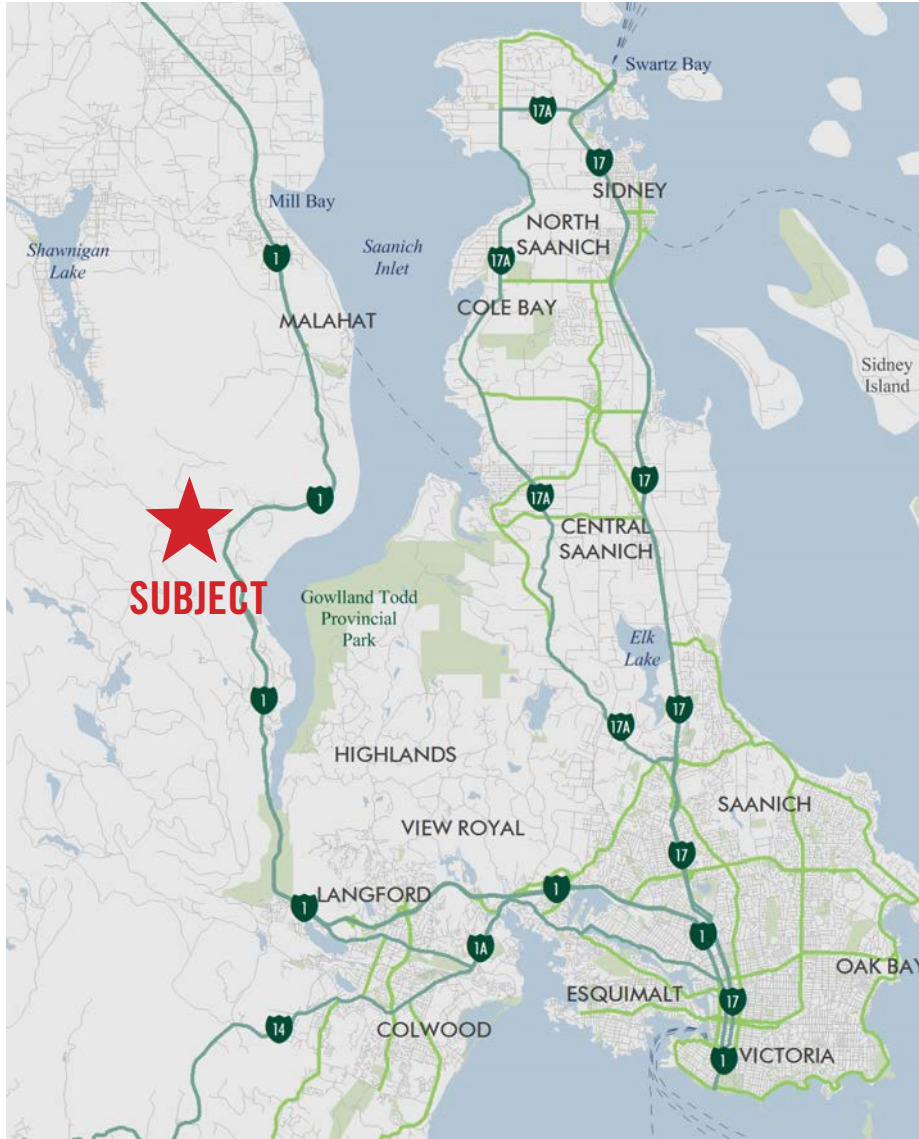 Swartz Bay
17A
17
SIDNEY
Mill Bay
NORTH
SAANICH
Shawnigan
Lake
Saanich
Inlet
1
17A
COLE BAY
MALAHAT
Sidney
Island
1
17A
17
CENTRAL
SAANICH
SUBJECT
Gowlland Todd
Provincial
Park
Elk
Lake
1
17
17A
HIGHLANDS
SAANICH
VIEW ROYAL
17
LANGFORD
1
1
1
1A
OAK BAY
ESQUIMALT
17
14
COLWOOD
1
VICTORIA